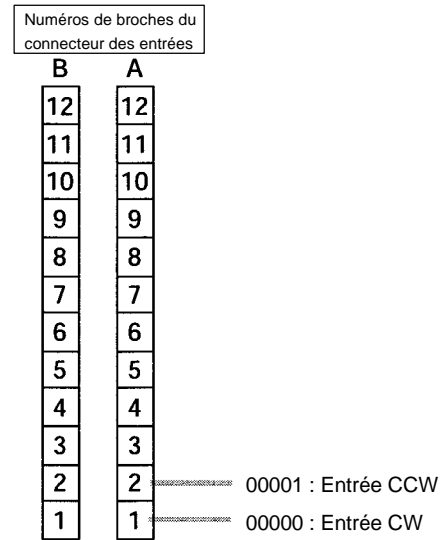 Numéros de broches du
connecteur des entrées
B A
12 12
11 11
10 10
9 9
8 8
7 7
6 6
5 5
4 4
3 3
2 2 00001 : Entrée CCW
1 1 00000 : Entrée CW